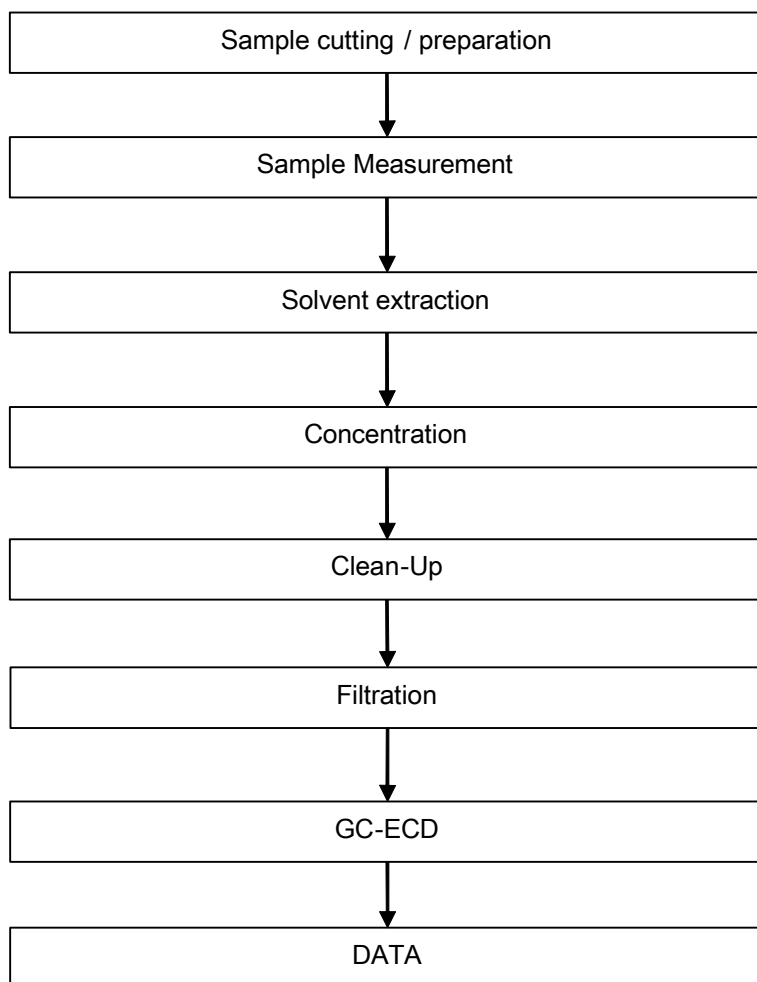 Sample cutting / preparation
Sample Measurement
Solvent extraction
Concentration
Clean-Up
Filtration
GC-ECD
DATA